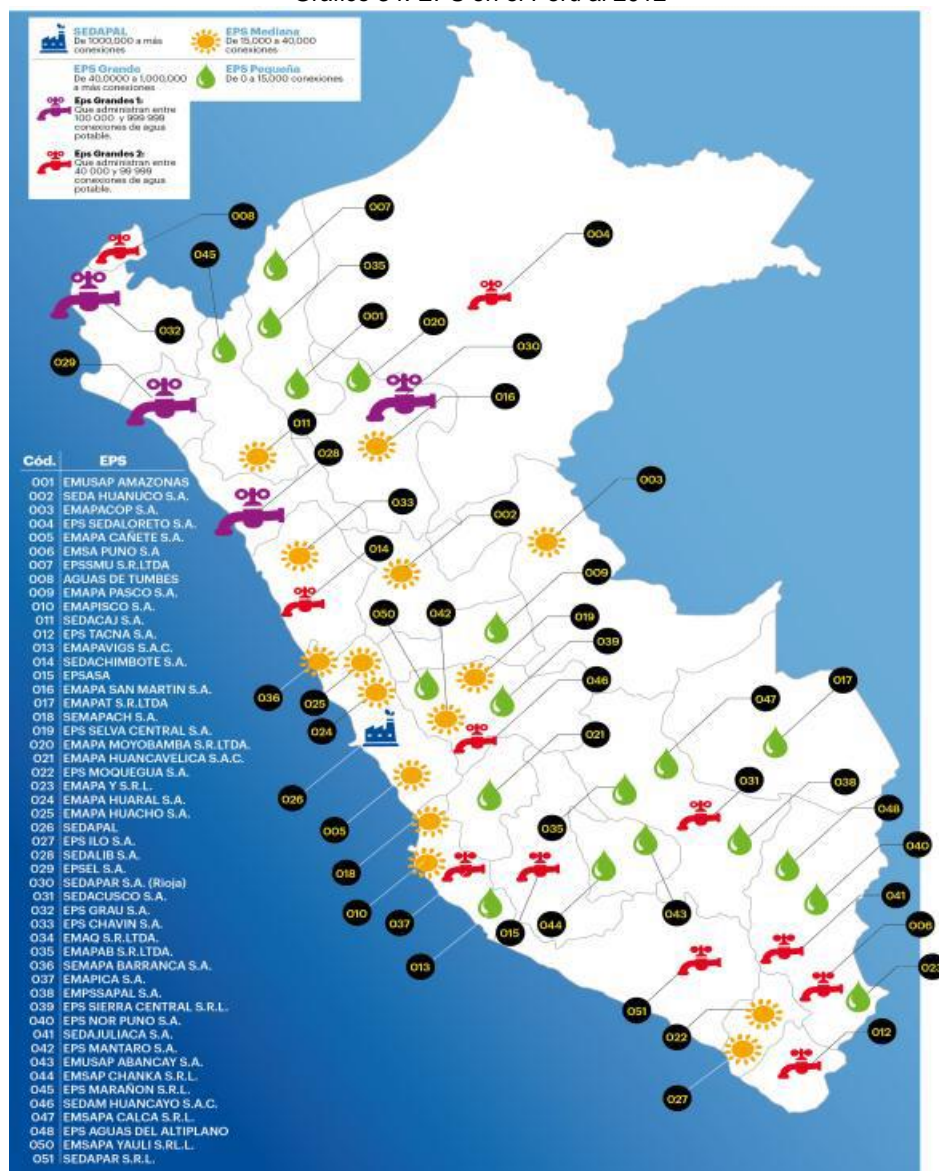 Gráfico 34: EPS en el Perú al 2012
SEDAPAL
De 1000,000 a más
conexiones
EPS Mediana
De 15,000 a 40,000
conexiones
EPS Grande
De 40,0000 a 1,000,000
a más conexiones
EPS Pequeña
De 0 a 15,000 conexiones
Eps Grandes 1:
Que administran entre
100 000 y 999 999
conexiones de agua
potable.
Eps Grandes 2:
Que administran entre
40 000 y 99 999
conexiones de agua
potable.
008
007
004
045
035
032
001
020
030
029
016
011
028
033
003
002
014
009
050
042
019
039
046
036
025
047
017
024
021
026
031
038
035
005
048
040
018
041
010
043
037
015
044
006
013
023
051
022
012
027
Cód. EPS
001 EMUSAP AMAZONAS
002 SEDA HUANUCO S.A.
003 EMAPACOP S.A.
004 EPS SEDALORETO S.A.
005 EMAPA CAÑETE S.A.
006 EMSA PUNO S.A
007 EPSSMU S.R.LTDA
008 AGUAS DE TUMBES
009 EMAPA PASCO S.A.
010 EMAPISCO S.A.
011 SEDACAJ S.A.
012 EPS TACNA S.A.
013 EMAPAVIGS S.A.C.
014 SEDACHIMBOTE S.A.
015 EPSASA
016 EMAPA SAN MARTIN S.A.
017 EMAPAT S.R.LTDA
018 SEMAPACH S.A.
019 EPS SELVA CENTRAL S.A.
020 EMAPA MOYOBAMBA S.R.LTDA.
021 EMAPA HUANCAVELICA S.A.C.
022 EPS MOQUEGUA S.A.
023 EMAPA Y S.R.L.
024 EMAPA HUARAL S.A.
025 EMAPA HUACHO S.A.
026 SEDAPAL
027 EPS ILO S.A.
028 SEDALIB S.A.
029 EPSEL S.A.
030 SEDAPAR S.A. (Rioja)
031 SEDACUSCO S.A.
032 EPS GRAU S.A.
033 EPS CHAVIN S.A.
034 EMAQ S.R.LTDA.
035 EMAPAB S.R.LTDA.
036 SEMAPA BARRANCA S.A.
037 EMAPICA S.A.
038 EMPSSAPAL S.A.
039 EPS SIERRA CENTRAL S.R.L.
040 EPS NOR PUNO S.A.
041 SEDAJULIACA S.A.
042 EPS MANTARO S.A.
043 EMUSAP ABANCAY S.A.
044 EMSAP CHANKA S.R.L.
045 EPS MARAÑON S.R.L.
046 SEDAM HUANCAYO S.A.C.
047 EMSAPA CALCA S.R.L.
048 EPS AGUAS DEL ALTIPLANO
050 EMSAPA YAULI S.RL.L.
051 SEDAPAR S.R.L.